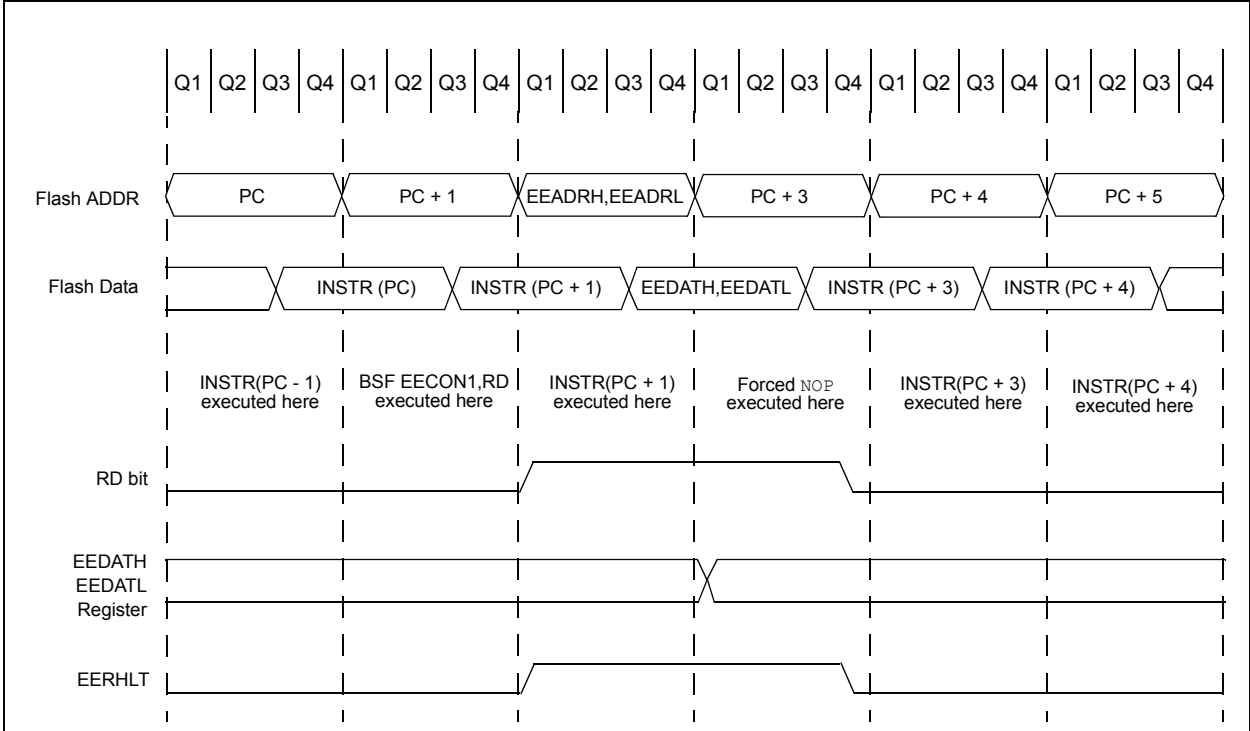 Q1 Q2 Q3 Q4 Q1 Q2 Q3 Q4 Q1 Q2 Q3 Q4 Q1 Q2 Q3 Q4 Q1 Q2 Q3 Q4 Q1 Q2 Q3 Q4
Flash ADDR PC PC + 1 EEADRH,EEADRL PC + 3 PC + 4 PC + 5
Flash Data INSTR (PC) INSTR (PC + 1) EEDATH,EEDATL INSTR (PC + 3) INSTR (PC + 4)
INSTR(PC - 1) BSF EECON1,RD INSTR(PC + 1) Forced NOP INSTR(PC + 3) INSTR(PC + 4)
executed here executed here executed here executed here executed here executed here
RD bit
EEDATH
EEDATL
Register
EERHLT